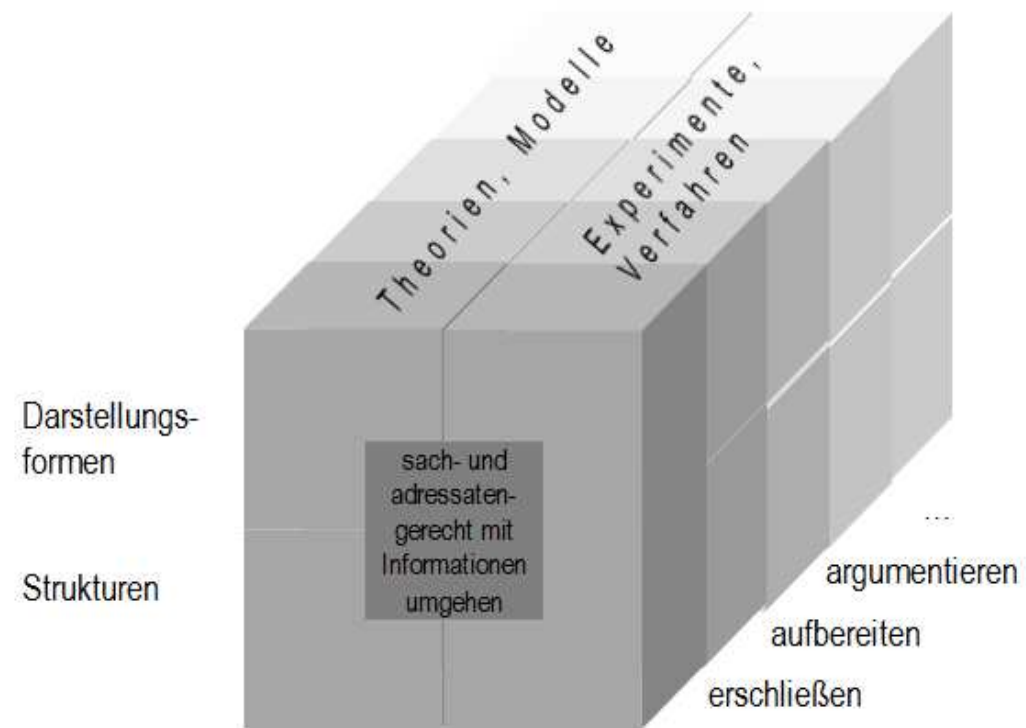 Theorien, Modelle
Experimente,
Verfahren
Darstellungs-
formen
Strukturen
sach- und
adressaten-
gerecht mit
Informationen
umgehen
...
argumentieren
aufbereiten
erschließen